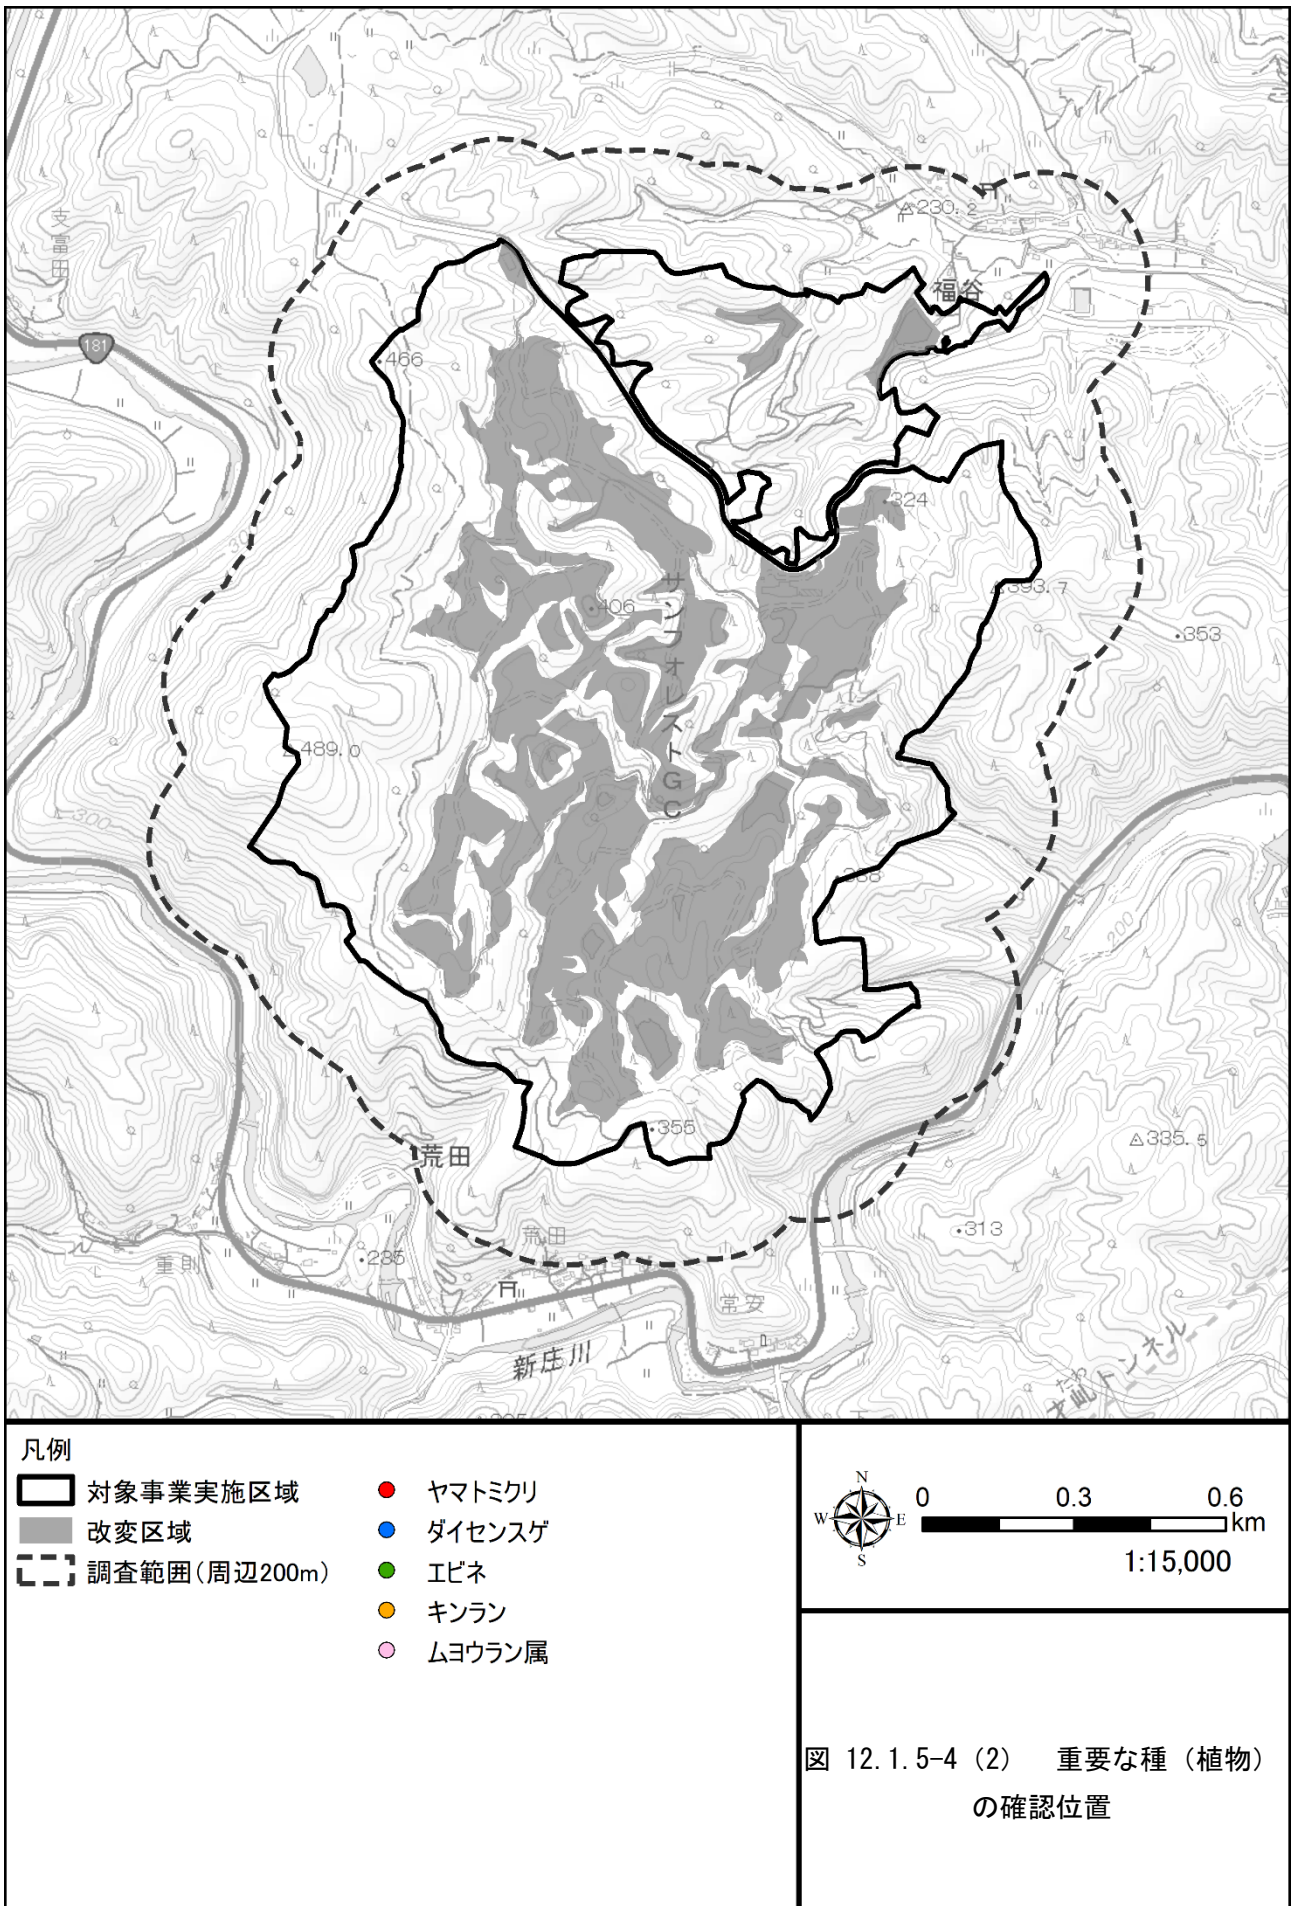 支富田
230.2
福谷
181
466
324
393.7
353
406
サンフォレストGC
489.0
300
200
355
335.5
荒田
313
荒田
重則
285
常安
新庄川
凡例
対象事業実施区域
改変区域
調査範囲(周辺200m)
ヤマトミクリ
ダイセンスゲ
エビネ
キンラン
ムヨウラン属
N
W
E
S
0 0.3 0.6
km
1:15,000
図 12.1.5-4（2） 重要な種（植物）
の確認位置